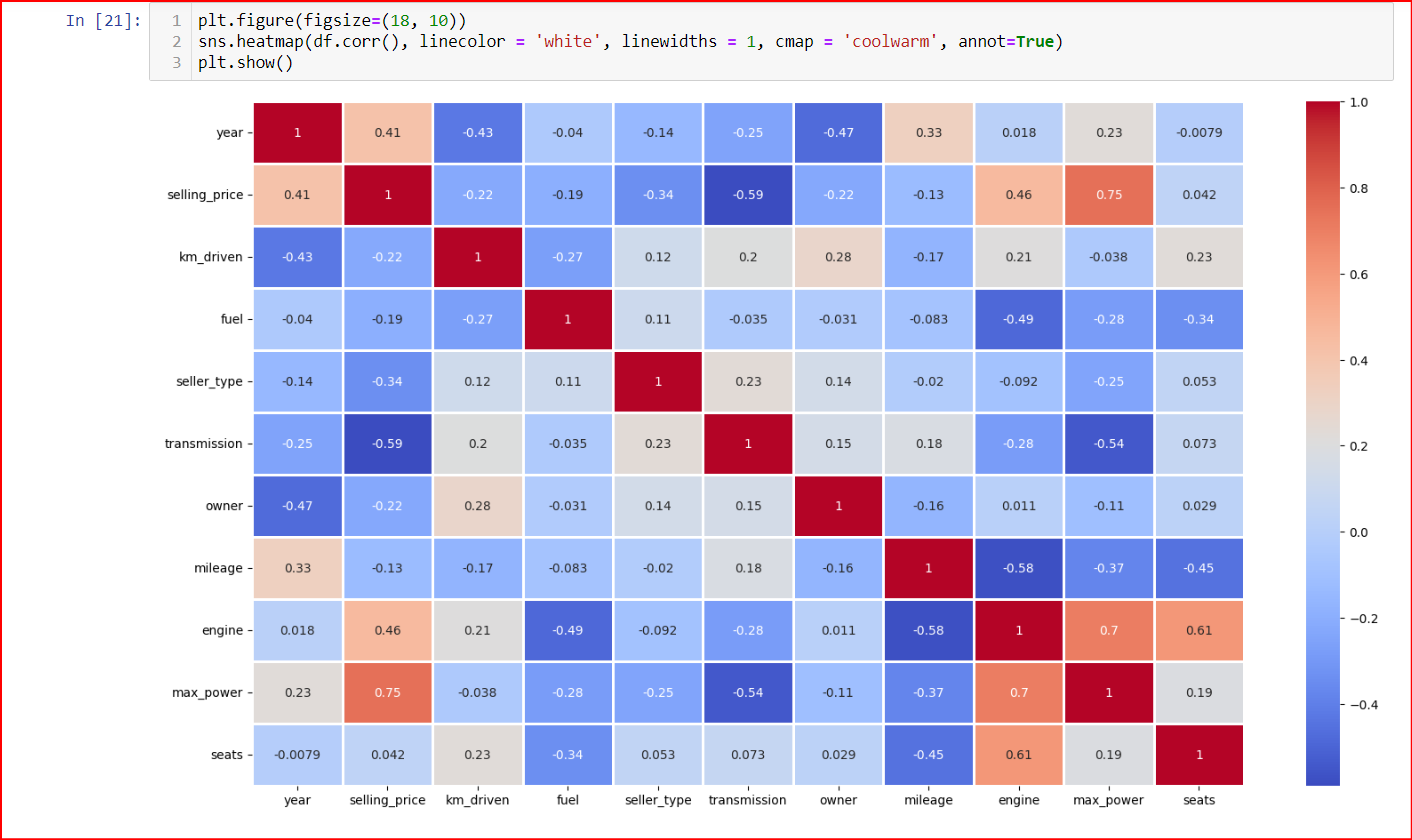 In [21]:
1 plt.figure(figsize=(18, 10))
2 sns.heatmap(df.corr(), linecolor = 'white', linewidths = 1, cmap = 'coolwarm', annot=True)
3 plt.show()
year 1 0.41 -0.43 -0.04 -0.14 -0.25 -0.47 0.33 0.018 0.23 -0.0079
selling_price 0.41 1 -0.22 -0.19 -0.34 -0.59 -0.22 -0.13 0.46 0.75 0.042
km_driven -0.43 -0.22 1 -0.27 0.12 0.2 0.28 -0.17 0.21 -0.038 0.23
fuel -0.04 -0.19 -0.27 1 0.11 -0.035 -0.031 -0.083 -0.49 -0.28 -0.34
seller_type -0.14 -0.34 0.12 0.11 1 0.23 0.14 -0.02 -0.092 -0.25 0.053
transmission -0.25 -0.59 0.2 -0.035 0.23 1 0.15 0.18 -0.28 -0.54 0.073
owner -0.47 -0.22 0.28 -0.031 0.14 0.15 1 -0.16 0.011 -0.11 0.029
mileage 0.33 -0.13 -0.17 -0.083 -0.02 0.18 -0.16 1 -0.58 -0.37 -0.45
engine 0.018 0.46 0.21 -0.49 -0.092 -0.28 0.011 -0.58 1 0.7 0.61
max_power 0.23 0.75 -0.038 -0.28 -0.25 -0.54 -0.11 -0.37 0.7 1 0.19
seats -0.0079 0.042 0.23 -0.34 0.053 0.073 0.029 -0.45 0.61 0.19 1
year selling_price km_driven fuel seller_type transmission owner mileage engine max_power seats
1.0
0.8
0.6
0.4
0.2
0.0
−0.2
−0.4